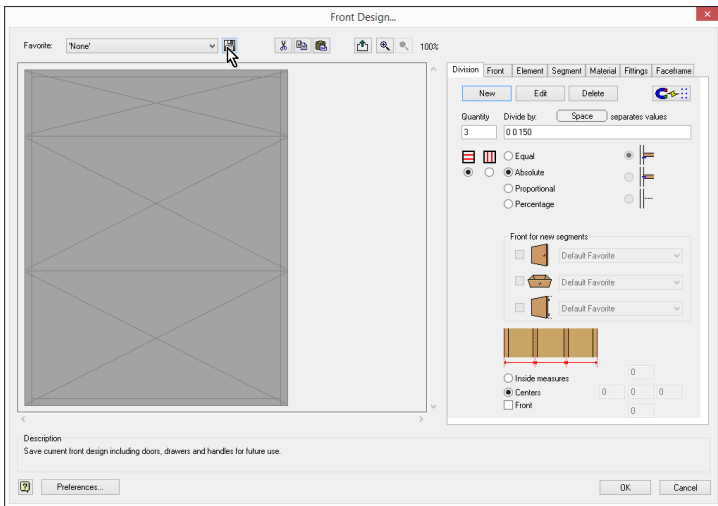 Front Design...
Favorite: 'None' 100%
Division Front Element Segment Material Fittings Faceframe
New Edit Delete
Quantity Divide by: Space separates values
3 0 0 150
Equal
Absolute
Proportional
Percentage
Front for new segments
Default Favorite
Default Favorite
Default Favorite
0
Inside measures
Centers 0 0 0
Front 0
Description
Save current front design including doors, drawers and handles for future use.
Preferences... OK Cancel